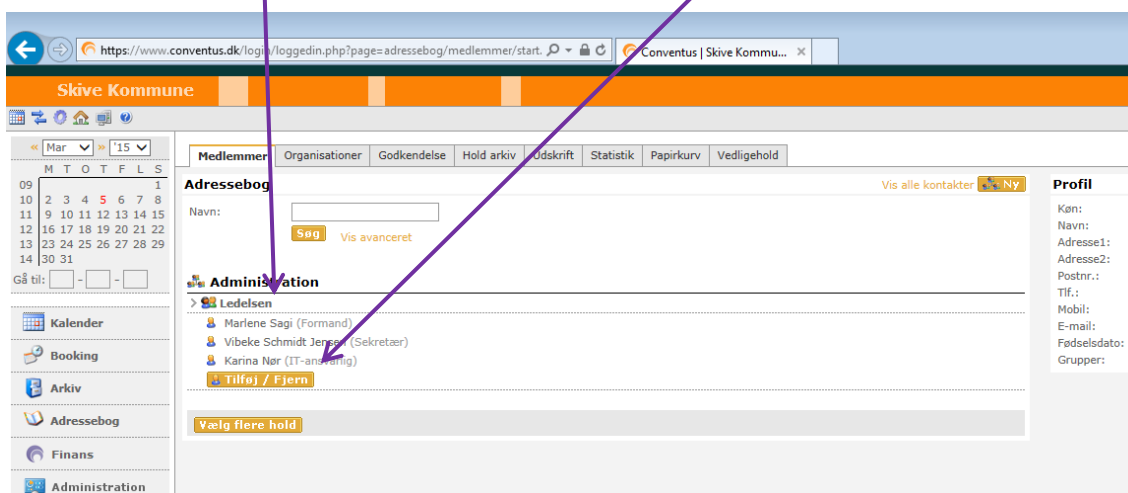 https://www.conventus.dk/login/loggedin.php?page=adressebog/medlemmer/start.
Conventus | Skive Kommu...
Skive Kommune
« Mar » '15
M T O T F L S
09 1
10 2 3 4 5 6 7 8
11 9 10 11 12 13 14 15
12 16 17 18 19 20 21 22
13 23 24 25 26 27 28 29
14 30 31
Gå til: - -
Kalender
Booking
Arkiv
Adressebog
Finans
Administration
Medlemmer Organisationer Godkendelse Hold arkiv Udskrift Statistik Papirkurv Vedligehold
Adressebog Vis alle kontakter Ny
Navn:
Søg Vis avanceret
Administration
> Ledelsen
Marlene Sagi (Formand)
Vibeke Schmidt Jensen (Sekretær)
Karina Nør (IT-ansvarlig)
Tilføj / Fjern
Vælg flere hold
Profil
Køn:
Navn:
Adresse1:
Adresse2:
Postnr.:
Tlf.:
Mobil:
E-mail:
Fødselsdato:
Grupper: